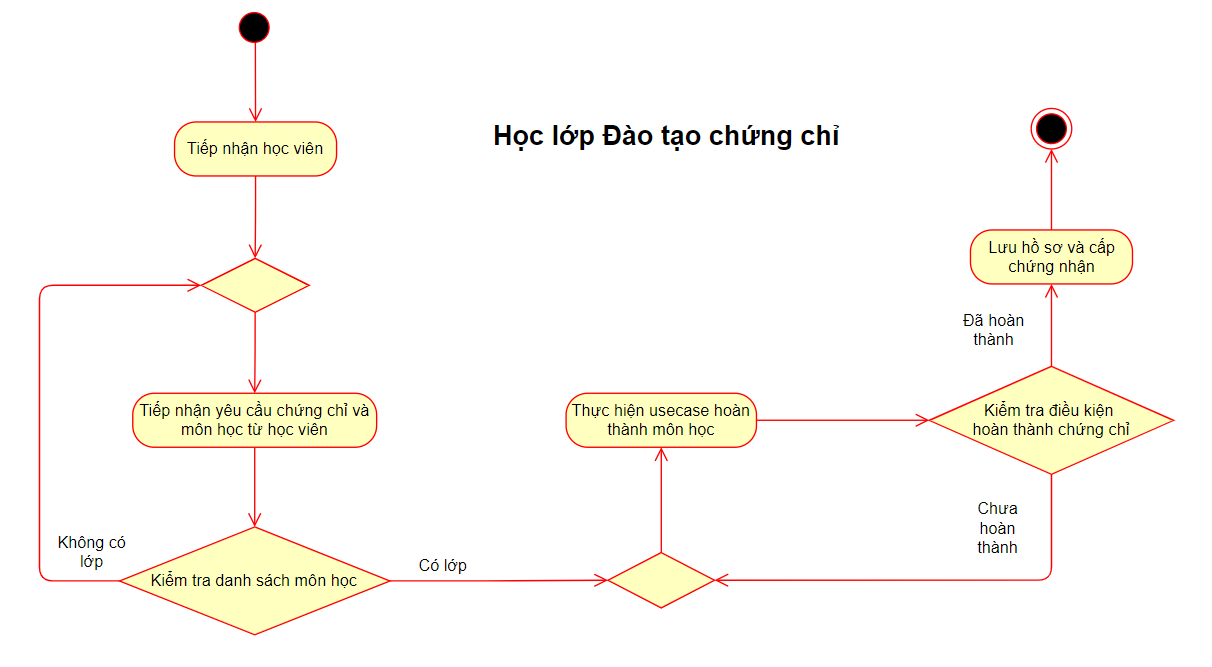 Học lớp Đào tạo chứng chỉ
Tiếp nhận học viên
Tiếp nhận yêu cầu chứng chỉ và
môn học từ học viên
Không có
lớp
Kiểm tra danh sách môn học
Có lớp
Thực hiện usecase hoàn
thành môn học
Kiểm tra điều kiện
hoàn thành chứng chỉ
Chưa
hoàn
thành
Đã hoàn
thành
Lưu hồ sơ và cấp
chứng nhận